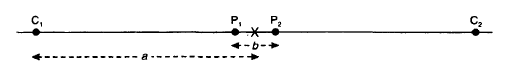 C₁ P₁ P₂ C₂
X
b
a